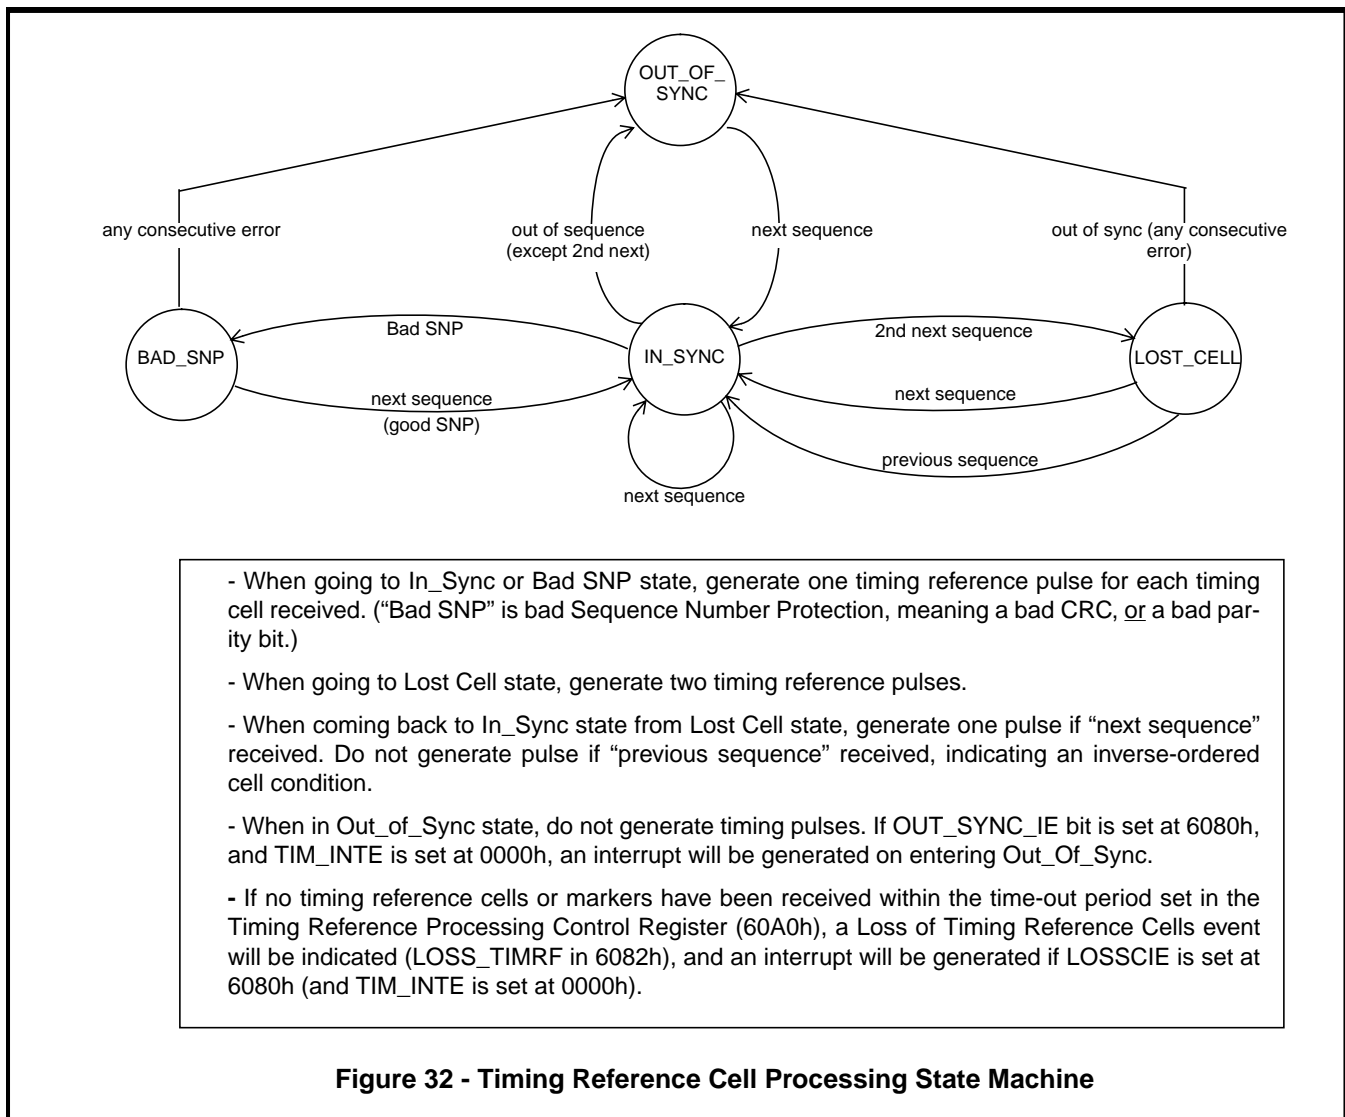 OUT_OF_
SYNC
any consecutive error
out of sequence
(except 2nd next)
next sequence
out of sync (any consecutive
error)
Bad SNP
2nd next sequence
BAD_SNP
IN_SYNC
LOST_CELL
next sequence
(good SNP)
next sequence
previous sequence
next sequence
- When going to In_Sync or Bad SNP state, generate one timing reference pulse for each timing
cell received. (“Bad SNP” is bad Sequence Number Protection, meaning a bad CRC, or a bad par-
ity bit.)
- When going to Lost Cell state, generate two timing reference pulses.
- When coming back to In_Sync state from Lost Cell state, generate one pulse if “next sequence”
received. Do not generate pulse if “previous sequence” received, indicating an inverse-ordered
cell condition.
- When in Out_of_Sync state, do not generate timing pulses. If OUT_SYNC_IE bit is set at 6080h,
and TIM_INTE is set at 0000h, an interrupt will be generated on entering Out_Of_Sync.
- If no timing reference cells or markers have been received within the time-out period set in the
Timing Reference Processing Control Register (60A0h), a Loss of Timing Reference Cells event
will be indicated (LOSS_TIMRF in 6082h), and an interrupt will be generated if LOSSCIE is set at
6080h (and TIM_INTE is set at 0000h).
Figure 32 - Timing Reference Cell Processing State Machine